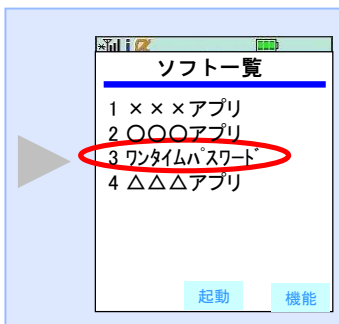 ソフト一覧
1 ×××アプリ
2 〇〇〇アプリ
3 ﾜﾝﾀｲﾑﾊﾟｽﾜｰﾄﾞ
4 △△△アプリ
起動 機能